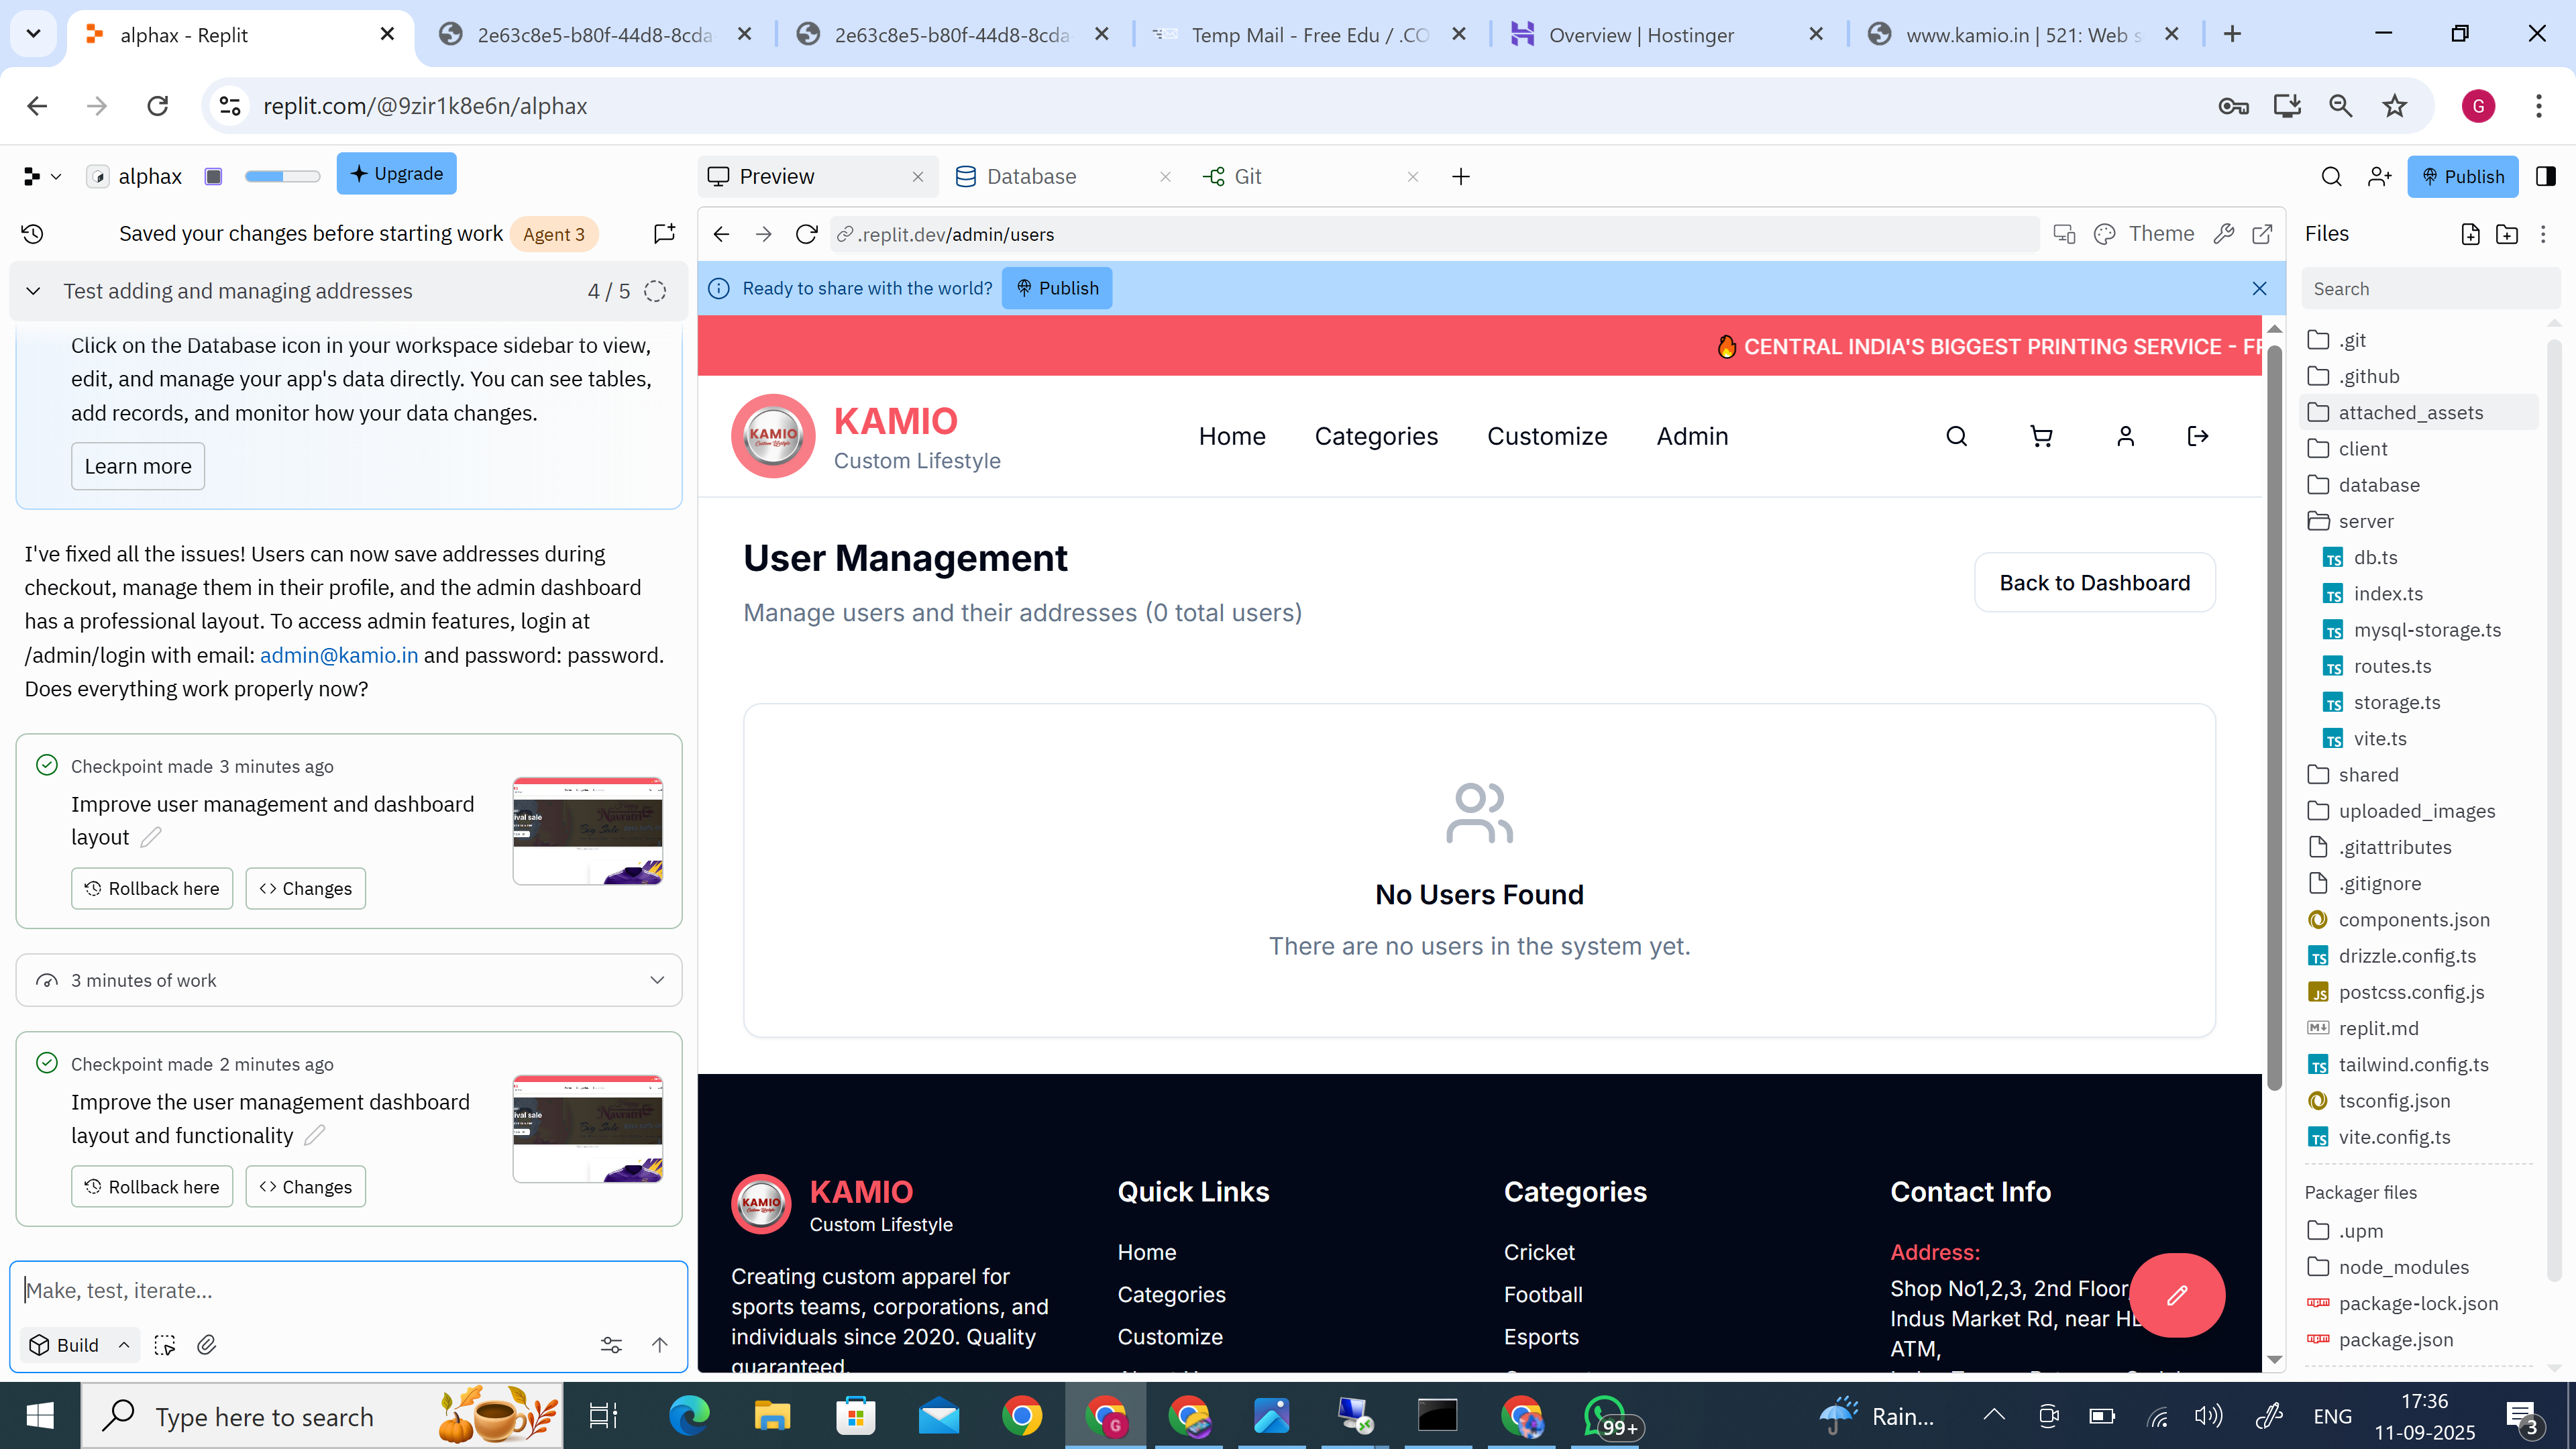 alphax - Replit
2e63c8e5-b80f-44d8-8cda-
2e63c8e5-b80f-44d8-8cda-
Temp Mail - Free Edu / .CO
Overview | Hostinger
www.kamio.in | 521: Web s
replit.com/@9zir1k8e6n/alphax
G
alphax
Upgrade
Preview
Database
Git
Publish
Saved your changes before starting work
Agent 3
.replit.dev/admin/users
Theme
Files
Test adding and managing addresses
4 / 5
Ready to share with the world?
Publish
Search
Click on the Database icon in your workspace sidebar to view,
edit, and manage your app's data directly. You can see tables,
add records, and monitor how your data changes.
Learn more
I've fixed all the issues! Users can now save addresses during
checkout, manage them in their profile, and the admin dashboard
has a professional layout. To access admin features, login at
/admin/login with email: admin@kamio.in and password: password.
Does everything work properly now?
Checkpoint made 3 minutes ago
Improve user management and dashboard
layout
Rollback here
Changes
3 minutes of work
Checkpoint made 2 minutes ago
Improve the user management dashboard
layout and functionality
Rollback here
Changes
Make, test, iterate...
Build
🔥 CENTRAL INDIA'S BIGGEST PRINTING SERVICE - FR
KAMIO
KAMIO
Custom Lifestyle
Home
Categories
Customize
Admin
User Management
Manage users and their addresses (0 total users)
Back to Dashboard
No Users Found
There are no users in the system yet.
KAMIO
KAMIO
Custom Lifestyle
Creating custom apparel for
sports teams, corporations, and
individuals since 2020. Quality
guaranteed.
Quick Links
Home
Categories
Customize
Categories
Cricket
Football
Esports
Contact Info
Address:
Shop No1,2,3, 2nd Floor,
Indus Market Rd, near HD
ATM,
.git
.github
attached_assets
client
database
server
db.ts
index.ts
mysql-storage.ts
routes.ts
storage.ts
vite.ts
shared
uploaded_images
.gitattributes
.gitignore
components.json
drizzle.config.ts
postcss.config.js
replit.md
tailwind.config.ts
tsconfig.json
vite.config.ts
Packager files
.upm
node_modules
package-lock.json
package.json
Type here to search
99+
Rain...
ENG
17:36
11-09-2025
3